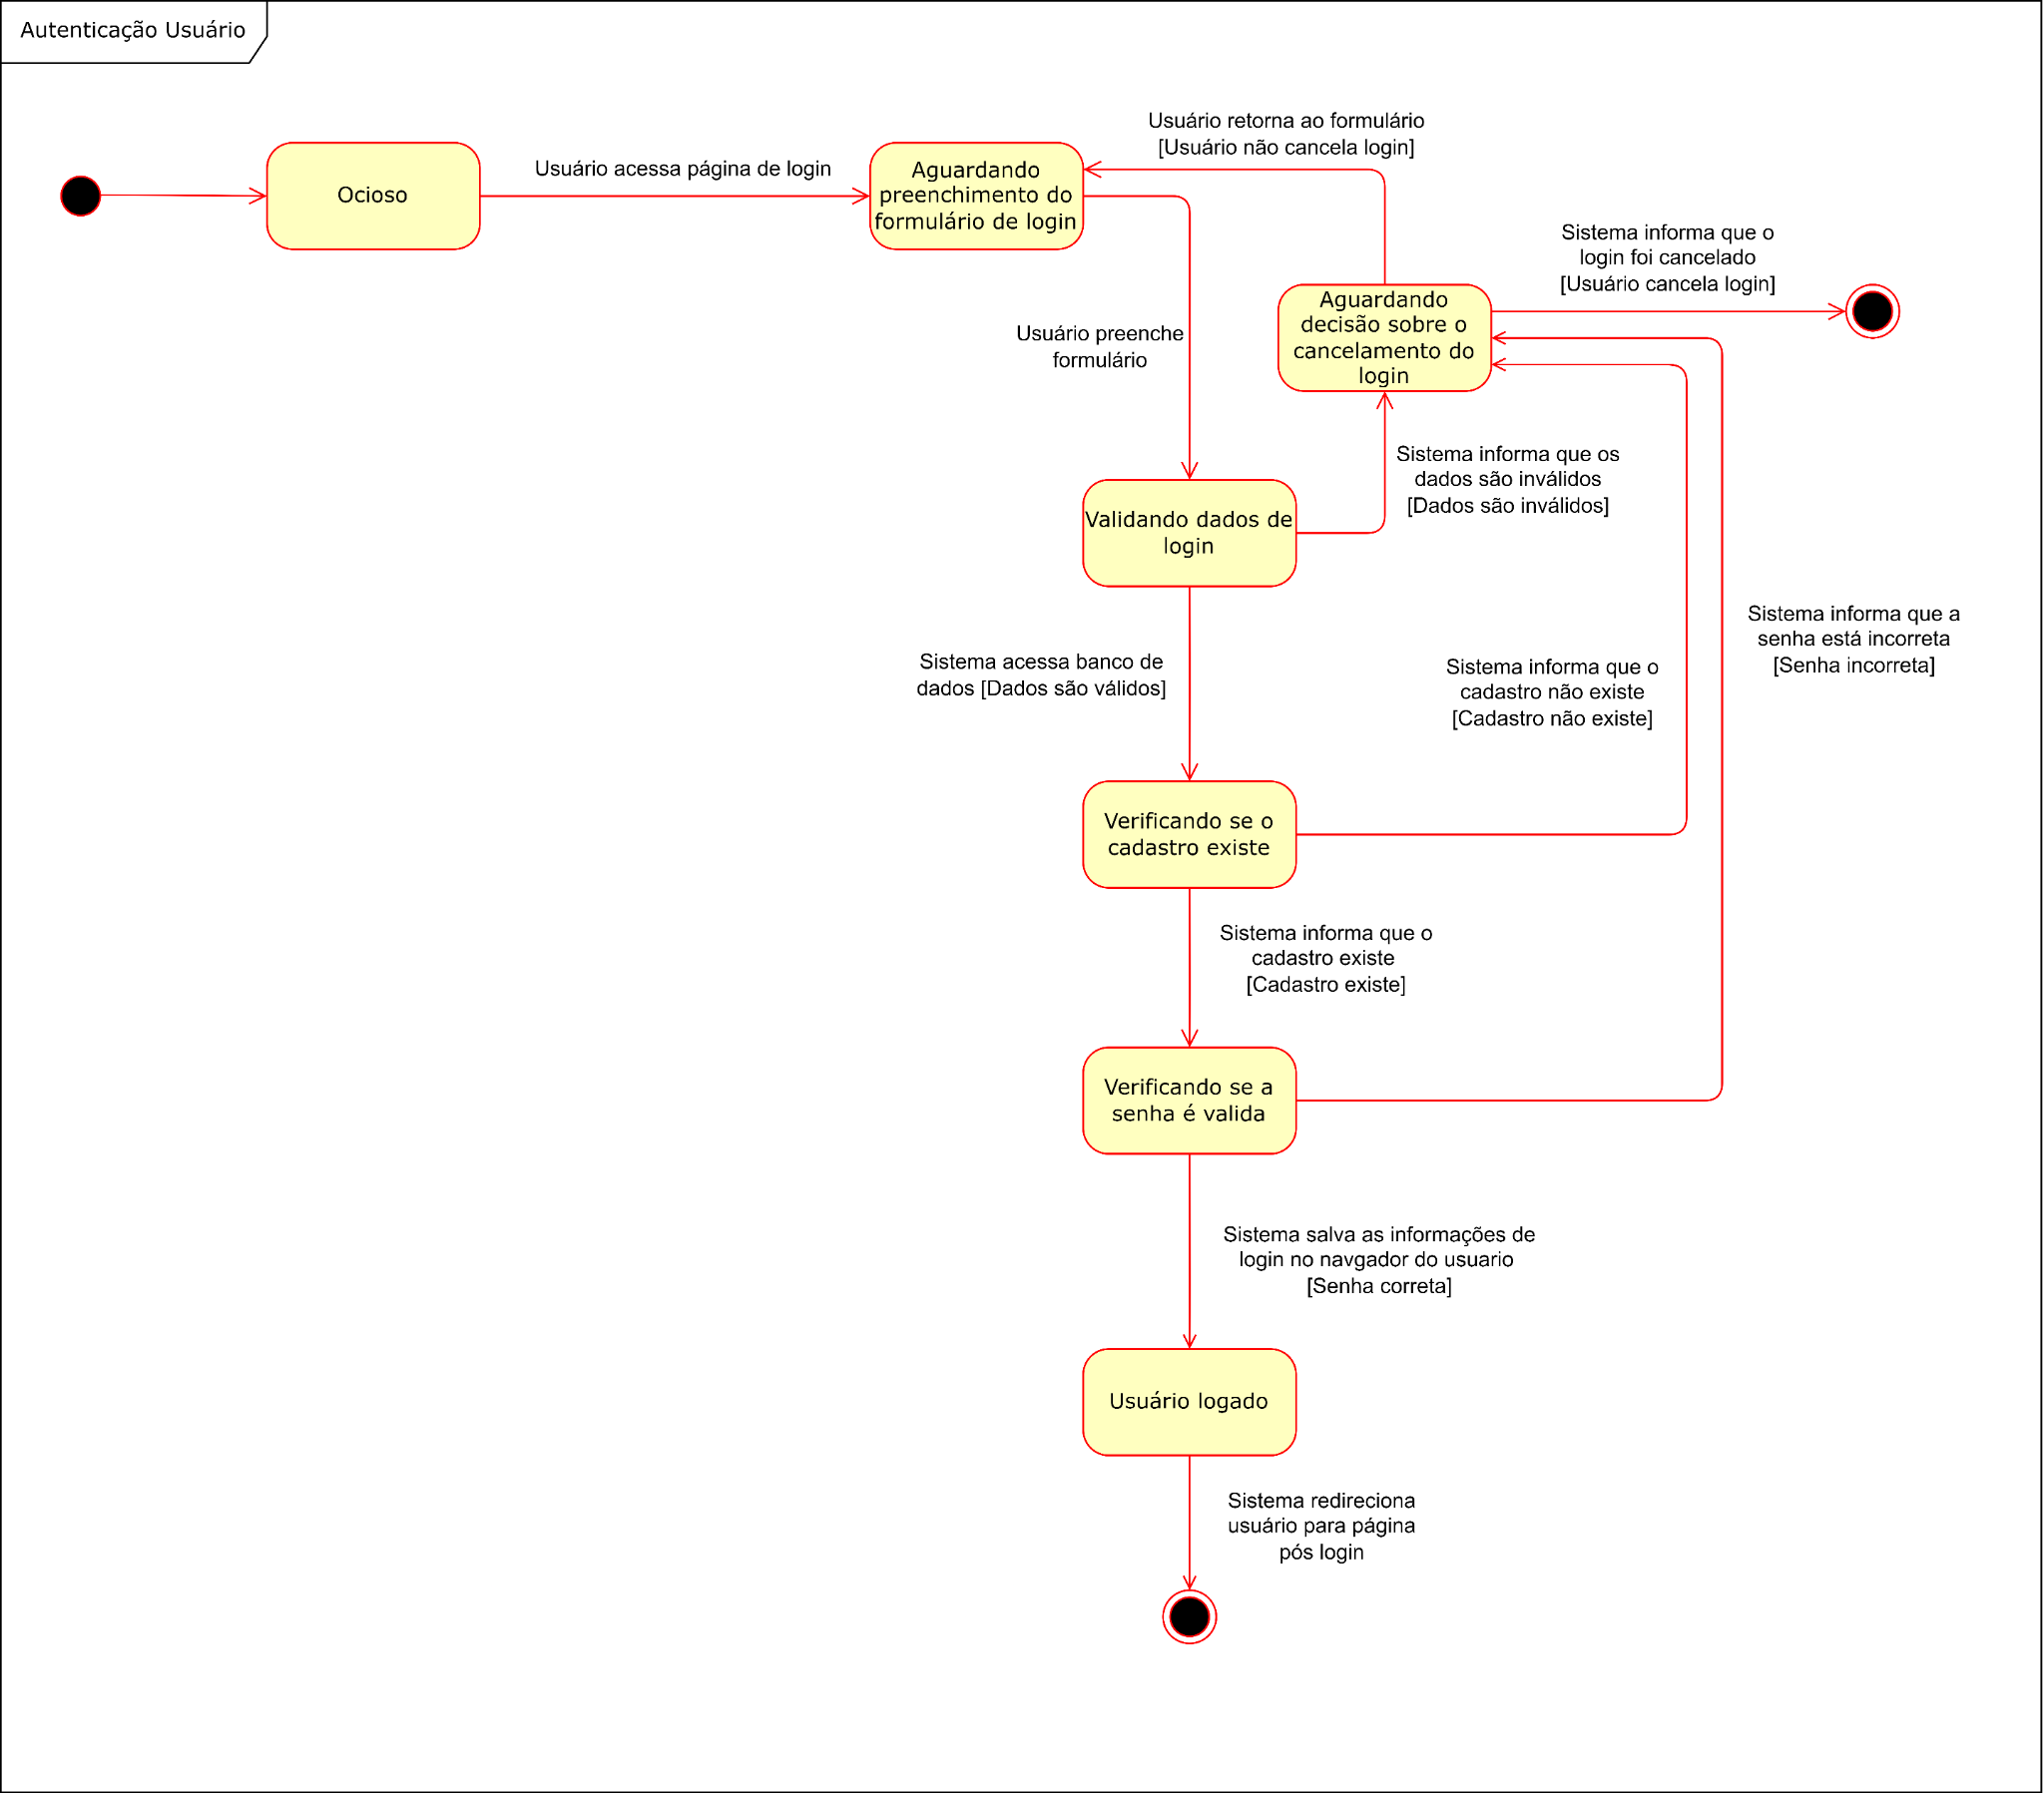 Autenticação Usuário
Usuário retorna ao formulário
[Usuário não cancela login]
Ocioso
Usuário acessa página de login
Aguardando
preenchimento do
formulário de login
Sistema informa que o
login foi cancelado
[Usuário cancela login]
Aguardando
decisão sobre o
cancelamento do
login
Usuário preenche
formulário
Sistema informa que os
dados são inválidos
[Dados são inválidos]
Validando dados de
login
Sistema informa que a
senha está incorreta
[Senha incorreta]
Sistema acessa banco de
dados [Dados são válidos]
Sistema informa que o
cadastro não existe
[Cadastro não existe]
Verificando se o
cadastro existe
Sistema informa que o
cadastro existe
[Cadastro existe]
Verificando se a
senha é valida
Sistema salva as informações de
login no navgador do usuario
[Senha correta]
Usuário logado
Sistema redireciona
usuário para página
pós login